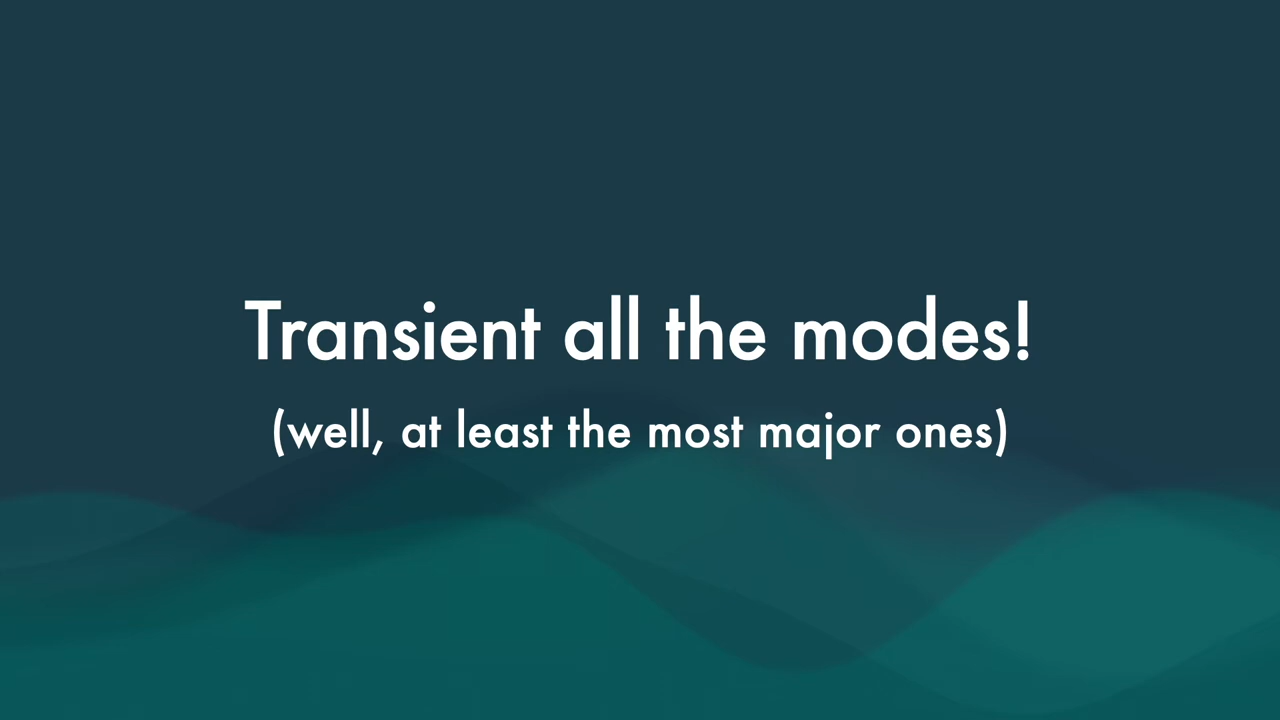 Transient all the modes!
(well, at least the most major ones)